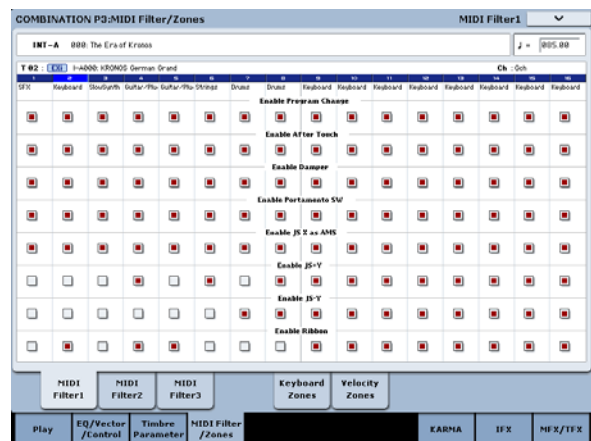 COMBINATION P3:MIDI Filter/Zones MIDI Filter1
INT-A 000: The Era of Kronos ♩ = 085.00
T 02 : EXi I-A000: KRONOS German Grand Ch : Gch
1 2 3 4 5 6 7 8 9 10 11 12 13 14 15 16
SFX Keyboard SlowSynth Guitar/Plu Guitar/Plu Strings Drums Drums Keyboard Keyboard Keyboard Keyboard Keyboard Keyboard Keyboard Keyboard
Enable Program Change
Enable After Touch
Enable Damper
Enable Portamento SW
Enable JS X as AMS
Enable JS+Y
Enable JS-Y
Enable Ribbon
MIDI Filter1 MIDI Filter2 MIDI Filter3 Keyboard Zones Velocity Zones
Play EQ/Vector /Control Timbre Parameter MIDI Filter /Zones KARMA IFX MFX/TFX